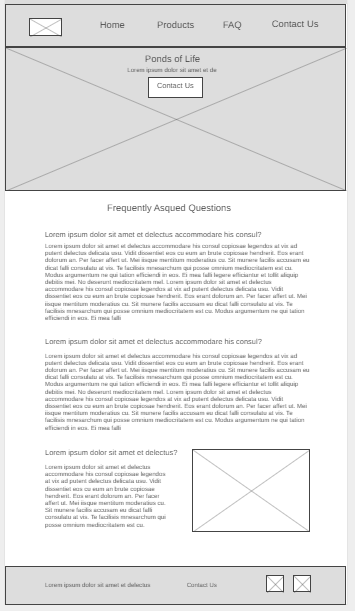 Home Products FAQ Contact Us
Ponds of Life
Lorem ipsum dolor sit amet ei de
Contact Us
Frequently Asqued Questions
Lorem ipsum dolor sit amet et delectus accommodare his consul?
Lorem ipsum dolor sit amet et delectus accommodare his consul copiosae legendos at vix ad
putent delectus delicata usu. Vidit dissentiet eos cu eum an brute copiosae hendrerit. Eos erant
dolorum an. Per facer affert ut. Mei iisque mentitum moderatius cu. Sit munere facilis accusam eu
dicat falli consulatu at vis. Te facilisis mnesarchum qui posse omnium mediocritatem est cu.
Modus argumentum ne qui tation efficiendi in eos. Ei mea falli legere efficiantur et aliquip
debitis mei. No deserunt mediocritatem mel. Lorem ipsum dolor sit amet et delectus
accommodare his consul copiosae legendos at vix ad putent delectus delicata usu. Vidit
dissentiet eos cu eum an brute copiosae hendrerit. Eos erant dolorum an. Per facer affert ut. Mei
iisque mentitum moderatius cu. Sit munere facilis accusam eu dicat falli consulatu at vis. Te
facilisis mnesarchum qui posse omnium mediocritatem est cu. Modus argumentum ne qui tation
efficiendi in eos. Ei mea falli
Lorem ipsum dolor sit amet et delectus accommodare his consul?
Lorem ipsum dolor sit amet et delectus accommodare his consul copiosae legendos at vix ad
putent delectus delicata usu. Vidit dissentiet eos cu eum an brute copiosae hendrerit. Eos erant
dolorum an. Per facer affert ut. Mei iisque mentitum moderatius cu. Sit munere facilis accusam eu
dicat falli consulatu at vis. Te facilisis mnesarchum qui posse omnium mediocritatem est cu.
Modus argumentum ne qui tation efficiendi in eos. Ei mea falli legere efficiantur et aliquip
debitis mei. No deserunt mediocritatem mel. Lorem ipsum dolor sit amet et delectus
accommodare his consul copiosae legendos at vix ad putent delectus delicata usu. Vidit
dissentiet eos cu eum an brute copiosae hendrerit. Eos erant dolorum an. Per facer affert ut. Mei
iisque mentitum moderatius cu. Sit munere facilis accusam eu dicat falli consulatu at vis. Te
facilisis mnesarchum qui posse omnium mediocritatem est cu. Modus argumentum ne qui tation
efficiendi in eos. Ei mea falli
Lorem ipsum dolor sit amet et delectus?
Lorem ipsum dolor sit amet et delectus
accommodare his consul copiosae legendos
at vix ad putent delectus delicata usu. Vidit
dissentiet eos cu eum an brute copiosae
hendrerit. Eos erant dolorum an. Per facer
affert ut. Mei iisque mentitum moderatius cu.
Sit munere facilis accusam eu dicat falli
consulatu at vis. Te facilisis mnesarchum qui
posse omnium mediocritatem est cu.
Lorem ipsum dolor sit amet et delectus Contact Us